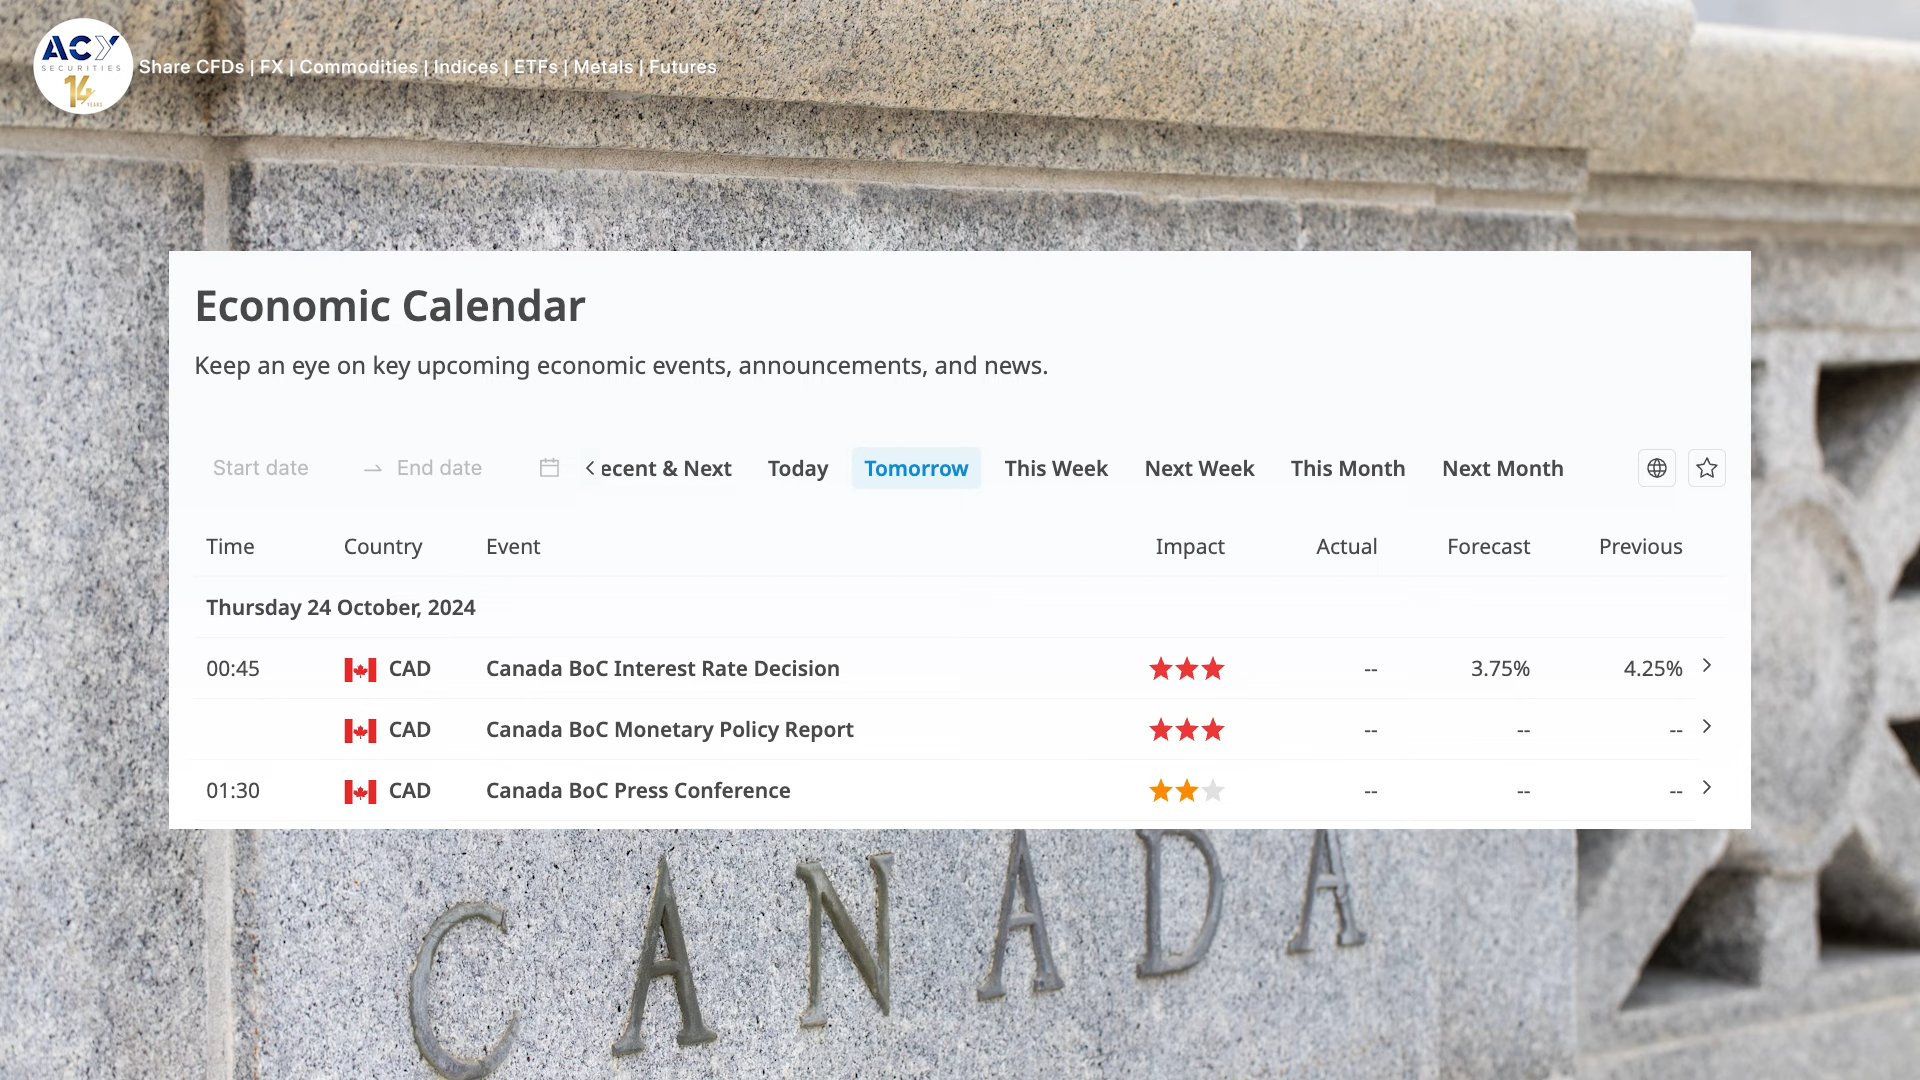 ACY
SECURITIES
14
YEARS
Share CFDs | FX | Commodities | Indices | ETFs | Metals | Futures
Economic Calendar
Keep an eye on key upcoming economic events, announcements, and news.
Start date → End date < ecent & Next Today Tomorrow This Week Next Week This Month Next Month
Time Country Event Impact Actual Forecast Previous
Thursday 24 October, 2024
00:45 CAD Canada BoC Interest Rate Decision -- 3.75% 4.25% >
CAD Canada BoC Monetary Policy Report -- -- -- >
01:30 CAD Canada BoC Press Conference -- -- -- >
CANADA